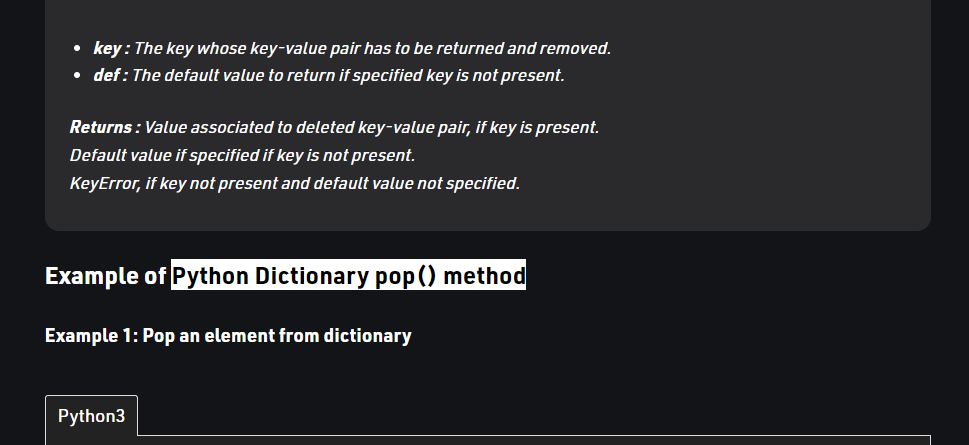 key : The key whose key-value pair has to be returned and removed.
def : The default value to return if specified key is not present.
Returns : Value associated to deleted key-value pair, if key is present.
Default value if specified if key is not present.
KeyError, if key not present and default value not specified.
Example of Python Dictionary pop() method
Example 1: Pop an element from dictionary
Python3